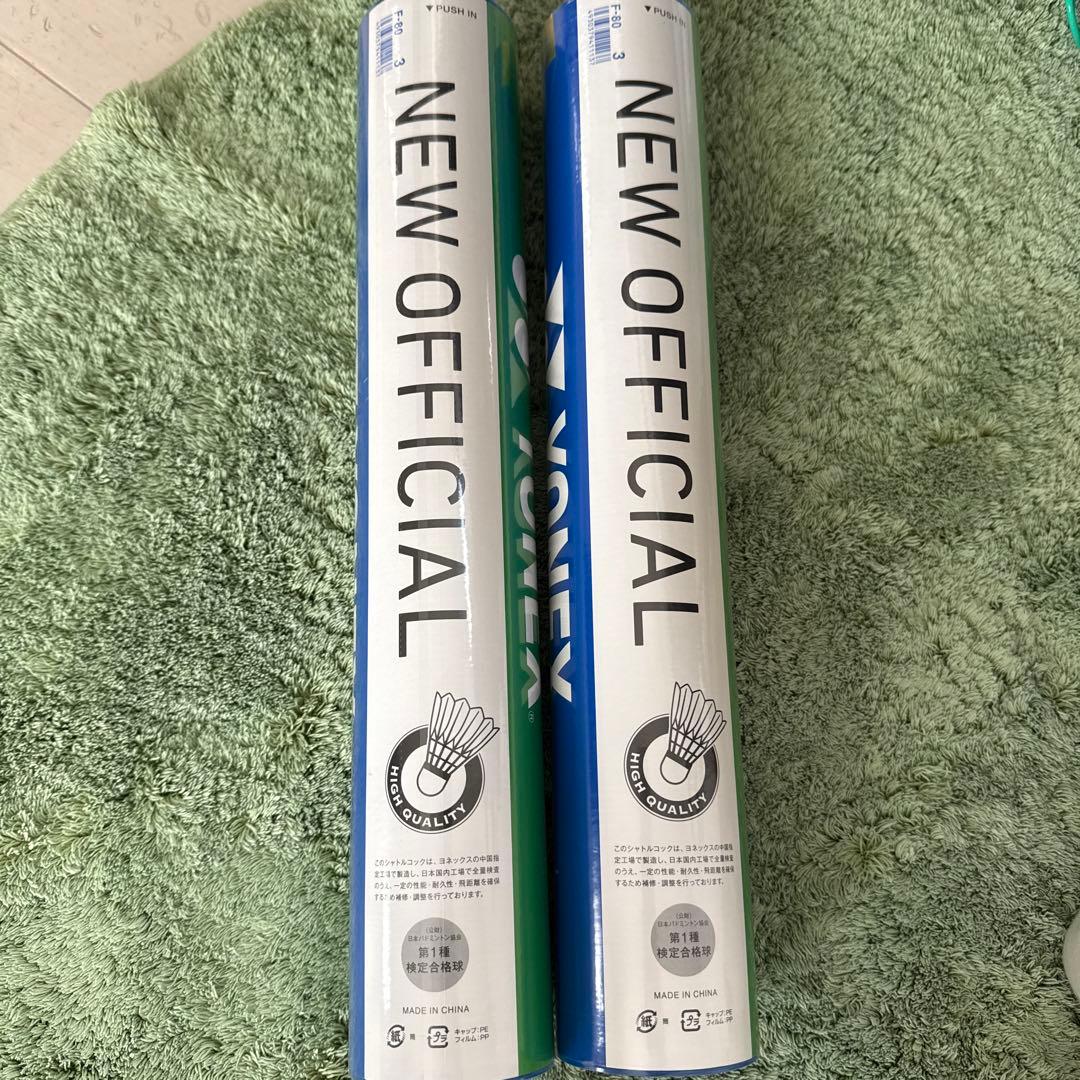 ▼PUSH IN
F-80 3
NEW OFFICIAL
YONEX®
HIGH QUALITY
このシャトルコックは、ヨネックスの中国指
定工場で製造し、日本国内工場で全量検査
のうえ、一定の性能・耐久性・飛距離を確保
するため補修・調整を行っております。
(公財)
日本バドミントン協会
第1種
検定合格球
MADE IN CHINA
紙 筒 プラ キャップ:PE
フィルム:PP
▼PUSH IN
F-80 3
NEW OFFICIAL
YONEX
HIGH QUALITY
このシャトルコックは、ヨネックスの中国指
定工場で製造し、日本国内工場で全量検査
のうえ、一定の性能・耐久性・飛距離を確保
するため補修・調整を行っております。
(公財)
日本バドミントン協会
第1種
検定合格球
MADE IN CHINA
紙 筒 プラ キャップ:PE
フィルム:PP